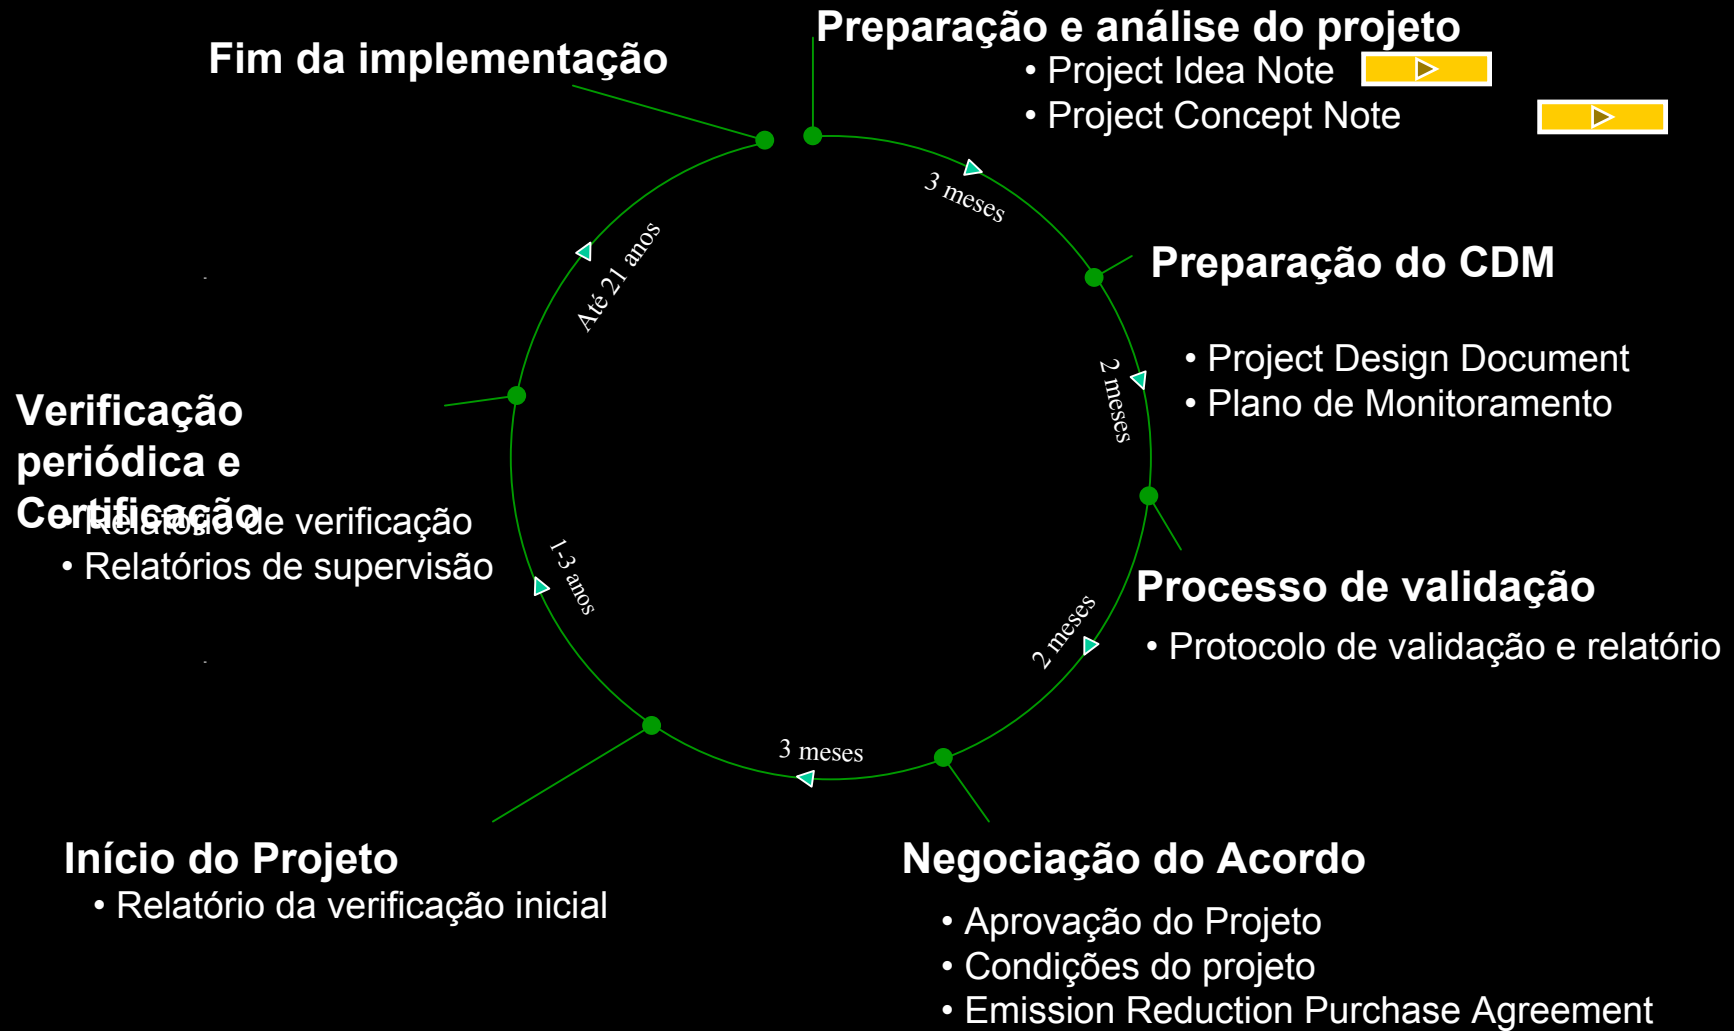 Fim da implementação
Preparação e análise do projeto
• Project Idea Note
• Project Concept Note
3 meses
Preparação do CDM
• Project Design Document
• Plano de Monitoramento
2 meses
Processo de validação
• Protocolo de validação e relatório
2 meses
Negociação do Acordo
• Aprovação do Projeto
• Condições do projeto
• Emission Reduction Purchase Agreement
3 meses
Início do Projeto
• Relatório da verificação inicial
1-3 anos
Verificação
periódica e
Certificação
• Relatório de verificação
• Relatórios de supervisão
Até 21 anos